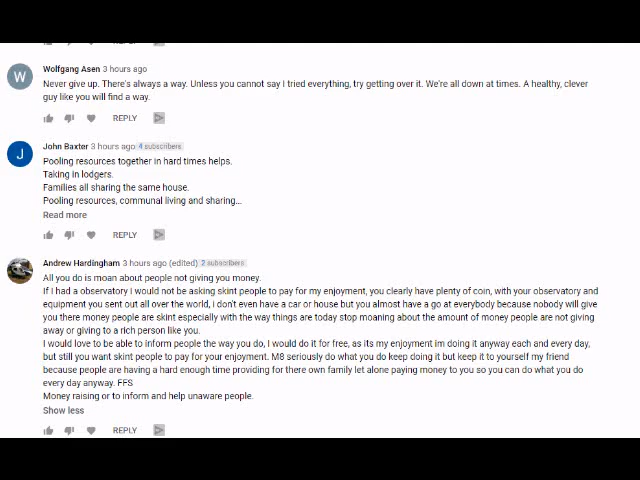 REPLY
W
Wolfgang Asen 3 hours ago
Never give up. There's always a way. Unless you cannot say I tried everything, try getting over it. We're all down at times. A healthy, clever
guy like you will find a way.
REPLY
J
John Baxter 3 hours ago 4 subscribers
Pooling resources together in hard times helps.
Taking in lodgers.
Families all sharing the same house.
Pooling resources, communal living and sharing...
Read more
REPLY
Andrew Hardingham 3 hours ago (edited) 2 subscribers
All you do is moan about people not giving you money.
If I had a observatory i would not be asking skint people to pay for my enjoyment, you clearly have plenty of coin, with your observatory and
equipment you sent out all over the world, i don't even have a car or house but you almost have a go at everybody because nobody will give
you there money people are skint especially with the way things are today stop moaning about the amount of money people are not giving
away or giving to a rich person like you.
I would love to be able to inform people the way you do, I would do it for free, as its my enjoyment im doing it anyway each and every day,
but still you want skint people to pay for your enjoyment. M8 seriously do what you do keep doing it but keep it to yourself my friend
because people are having a hard enough time providing for there own family let alone paying money to you so you can do what you do
every day anyway. FFS
Money raising or to inform and help unaware people.
Show less
REPLY